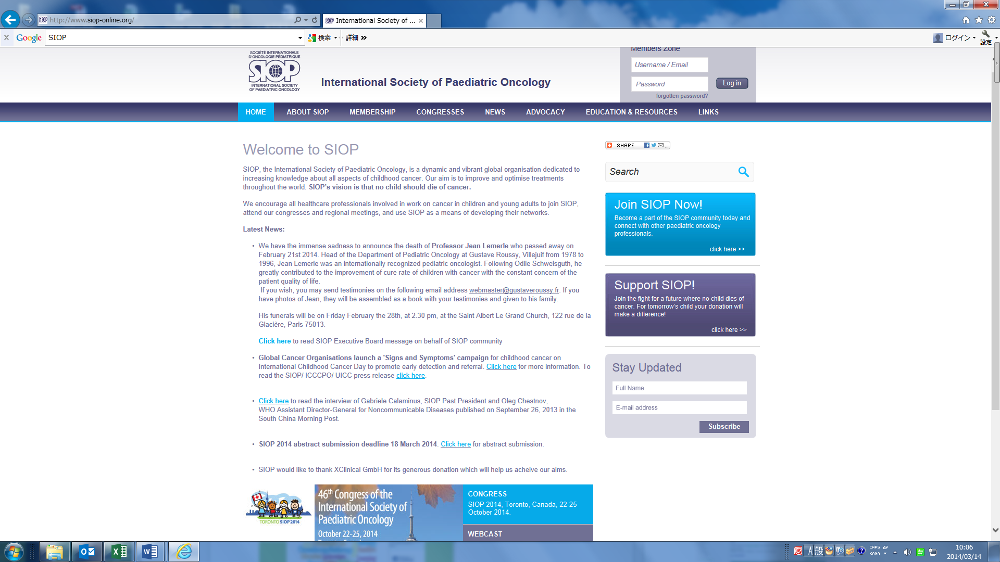 http://www.siop-online.org/
International Society of ...
Google
SIOP
検索
詳細
ログイン
設定
SOCIÉTÉ INTERNATIONALE
D'ONCOLOGIE PÉDIATRIQUE
SIOP
INTERNATIONAL SOCIETY
OF PAEDIATRIC ONCOLOGY
International Society of Paediatric Oncology
Members Zone
Username / Email
Password
Log in
forgotten password?
HOME
ABOUT SIOP
MEMBERSHIP
CONGRESSES
NEWS
ADVOCACY
EDUCATION & RESOURCES
LINKS
Welcome to SIOP
SIOP, the International Society of Paediatric Oncology, is a dynamic and vibrant global organisation dedicated to
increasing knowledge about all aspects of childhood cancer. Our aim is to improve and optimise treatments
throughout the world. SIOP's vision is that no child should die of cancer.
We encourage all healthcare professionals involved in work on cancer in children and young adults to join SIOP,
attend our congresses and regional meetings, and use SIOP as a means of developing their networks.
Latest News:
• We have the immense sadness to announce the death of Professor Jean Lemerle who passed away on
February 21st 2014. Head of the Department of Pediatric Oncology at Gustave Roussy, Villejuif from 1978 to
1996, Jean Lemerle was an internationally recognized pediatric oncologist. Following Odile Schweisguth, he
greatly contributed to the improvement of cure rate of children with cancer with the constant concern of the
patient quality of life.
If you wish, you may send testimonies on the following email address webmaster@gustaveroussy.fr. If you
have photos of Jean, they will be assembled as a book with your testimonies and given to his family.
His funerals will be on Friday February the 28th, at 2.30 pm, at the Saint Albert Le Grand Church, 122 rue de la
Glacière, Paris 75013.
Click here to read SIOP Executive Board message on behalf of SIOP community
• Global Cancer Organisations launch a 'Signs and Symptoms' campaign for childhood cancer on
International Childhood Cancer Day to promote early detection and referral. Click here for more information. To
read the SIOP/ ICCCPO/ UICC press release click here.
• Click here to read the interview of Gabriele Calaminus, SIOP Past President and Oleg Chestnov,
WHO Assistant Director-General for Noncommunicable Diseases published on September 26, 2013 in the
South China Morning Post.
• SIOP 2014 abstract submission deadline 18 March 2014. Click here for abstract submission.
• SIOP would like to thank XClinical GmbH for its generous donation which will help us acheive our aims.
TORONTO SIOP 2014
46th Congress of the
International Society of
Paediatric Oncology
October 22-25, 2014
CONGRESS
SIOP 2014, Toronto, Canada, 22-25
October 2014.
WEBCAST
SHARE
Search
Join SIOP Now!
Become a part of the SIOP community today and
connect with other paediatric oncology
professionals.
click here >>
Support SIOP!
Join the fight for a future where no child dies of
cancer. For tomorrow's child your donation will
make a difference!
click here >>
Stay Updated
Full Name
E-mail address
Subscribe
A 般
CAPS
KANA
10:06
2014/03/14